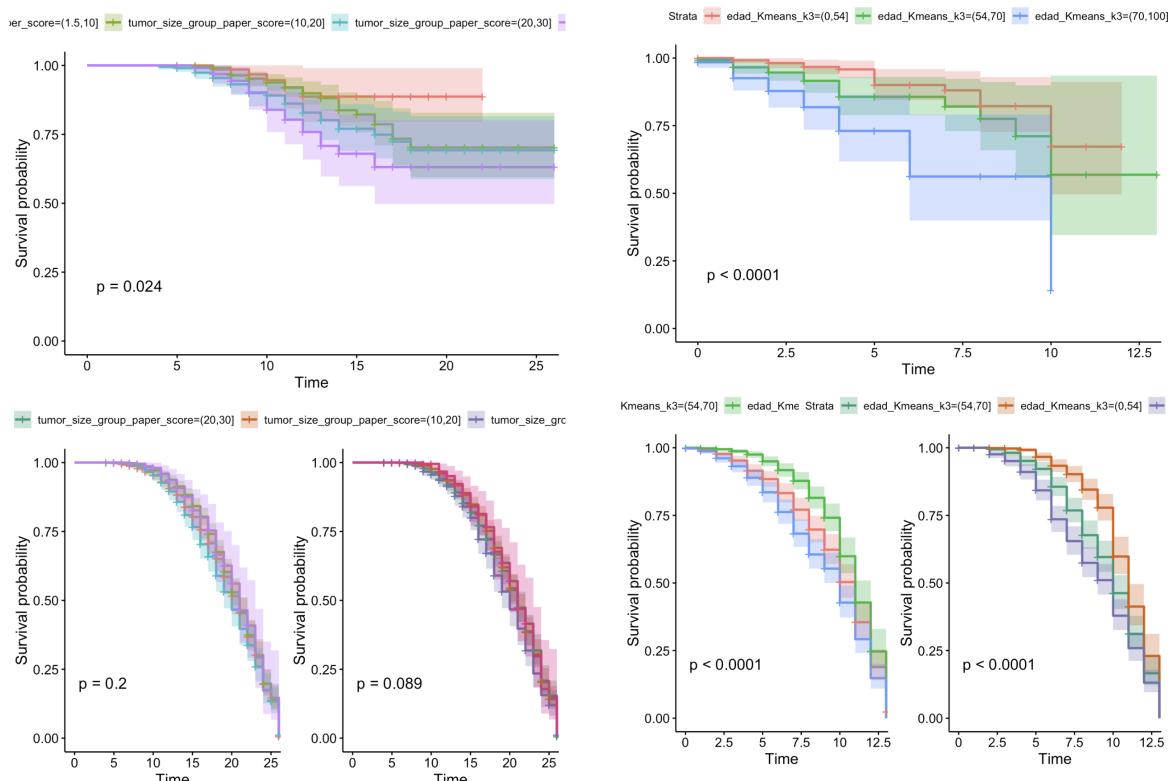 per_score=(1.5,10] tumor_size_group_paper_score=(10,20] tumor_size_group_paper_score=(20,30]
Survival probability
1.00
0.75
0.50
0.25
0.00
p = 0.024
0 5 10 15 20 25
Time
Strata edad_Kmeans_k3=(0,54] edad_Kmeans_k3=(54,70] edad_Kmeans_k3=(70,100]
Survival probability
1.00
0.75
0.50
0.25
0.00
p < 0.0001
0 2.5 5 7.5 10 12.5
Time
tumor_size_group_paper_score=(20,30] tumor_size_group_paper_score=(10,20] tumor_size_grc
Survival probability
1.00
0.75
0.50
0.25
0.00
p = 0.2
0 5 10 15 20 25
Time
Survival probability
1.00
0.75
0.50
0.25
0.00
p = 0.089
0 5 10 15 20 25
Time
Kmeans_k3=(54,70] edad_Kme Strata edad_Kmeans_k3=(54,70] edad_Kmeans_k3=(0,54]
Survival probability
1.00
0.75
0.50
0.25
0.00
p < 0.0001
0 2.5 5 7.5 10 12.5
Time
Survival probability
1.00
0.75
0.50
0.25
0.00
p < 0.0001
0 2.5 5 7.5 10 12.5
Time